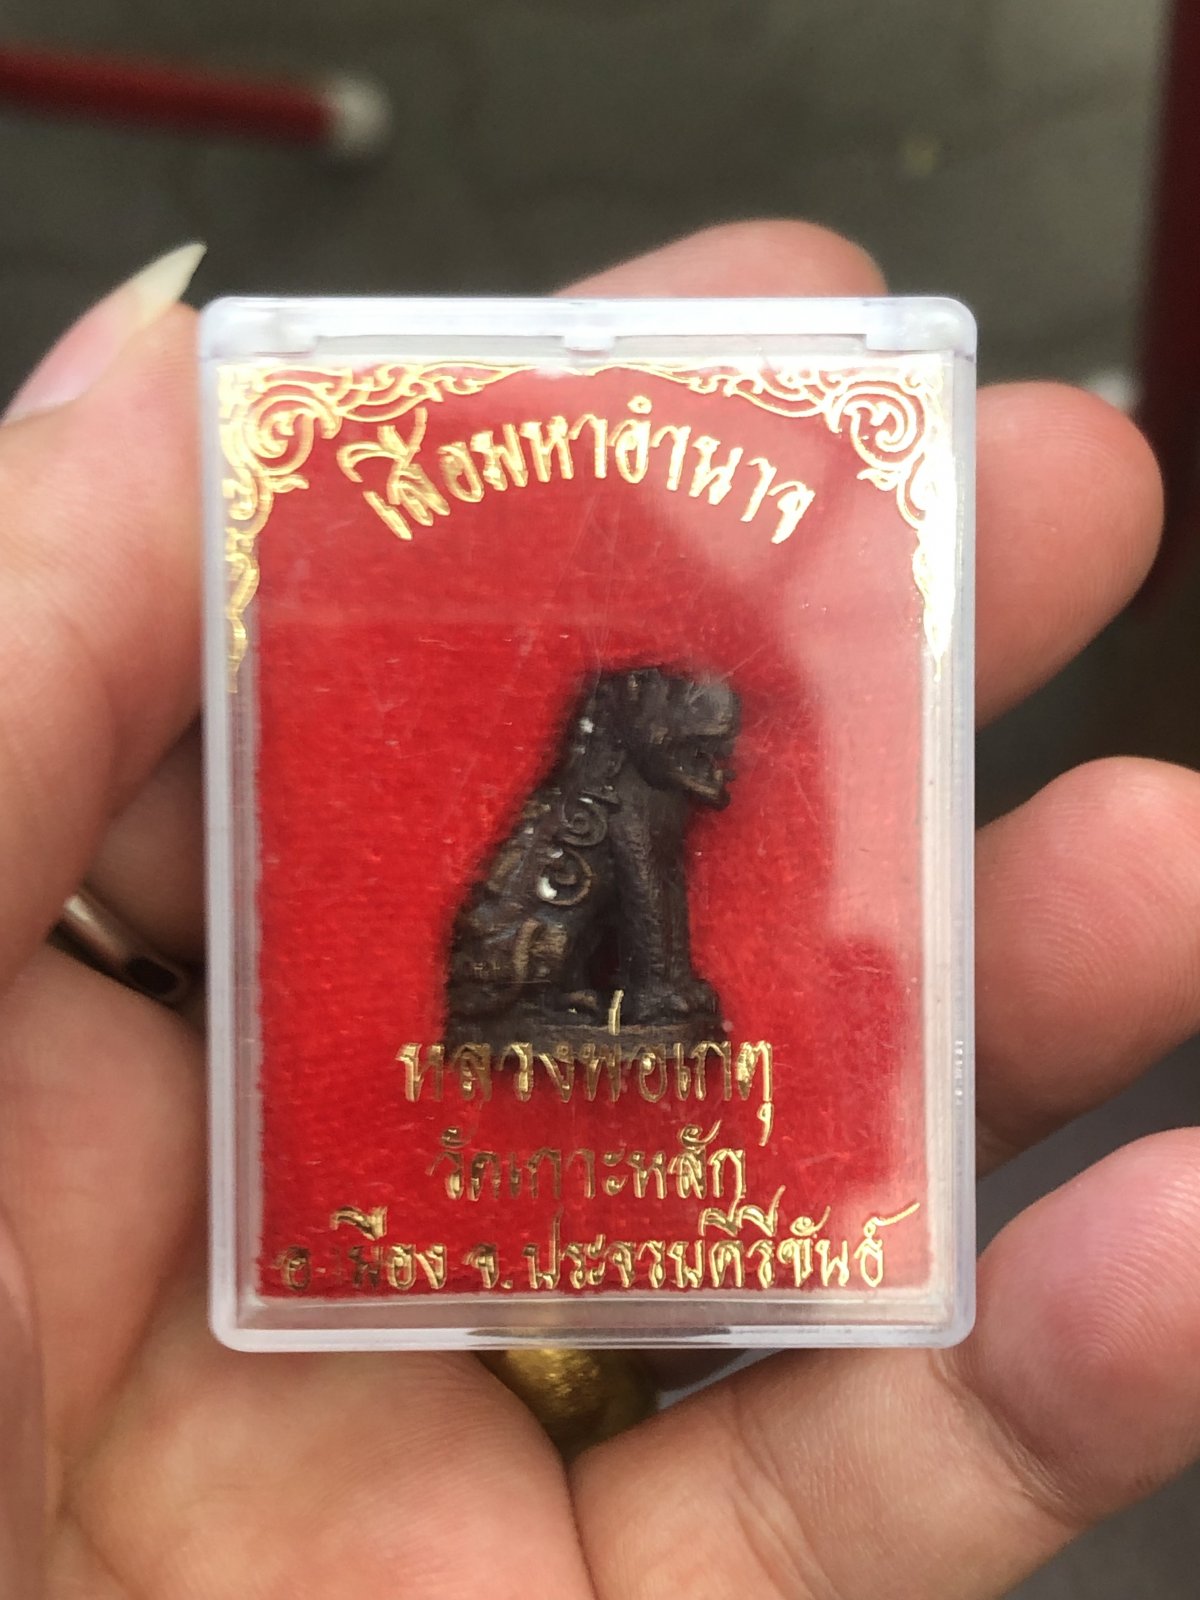 เสือมหาอำนาจ
หลวงพ่อเกตุ
วัดเกาะหลัก
อ.เมือง จ.ประจวบคีรีขันธ์